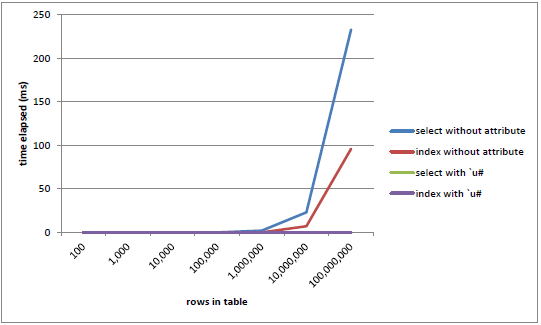 250
200
150
100
50
0
time elapsed (ms)
100
1,000
10,000
100,000
1,000,000
10,000,000
100,000,000
rows in table
select without attribute
index without attribute
select with `u#
index with `u#